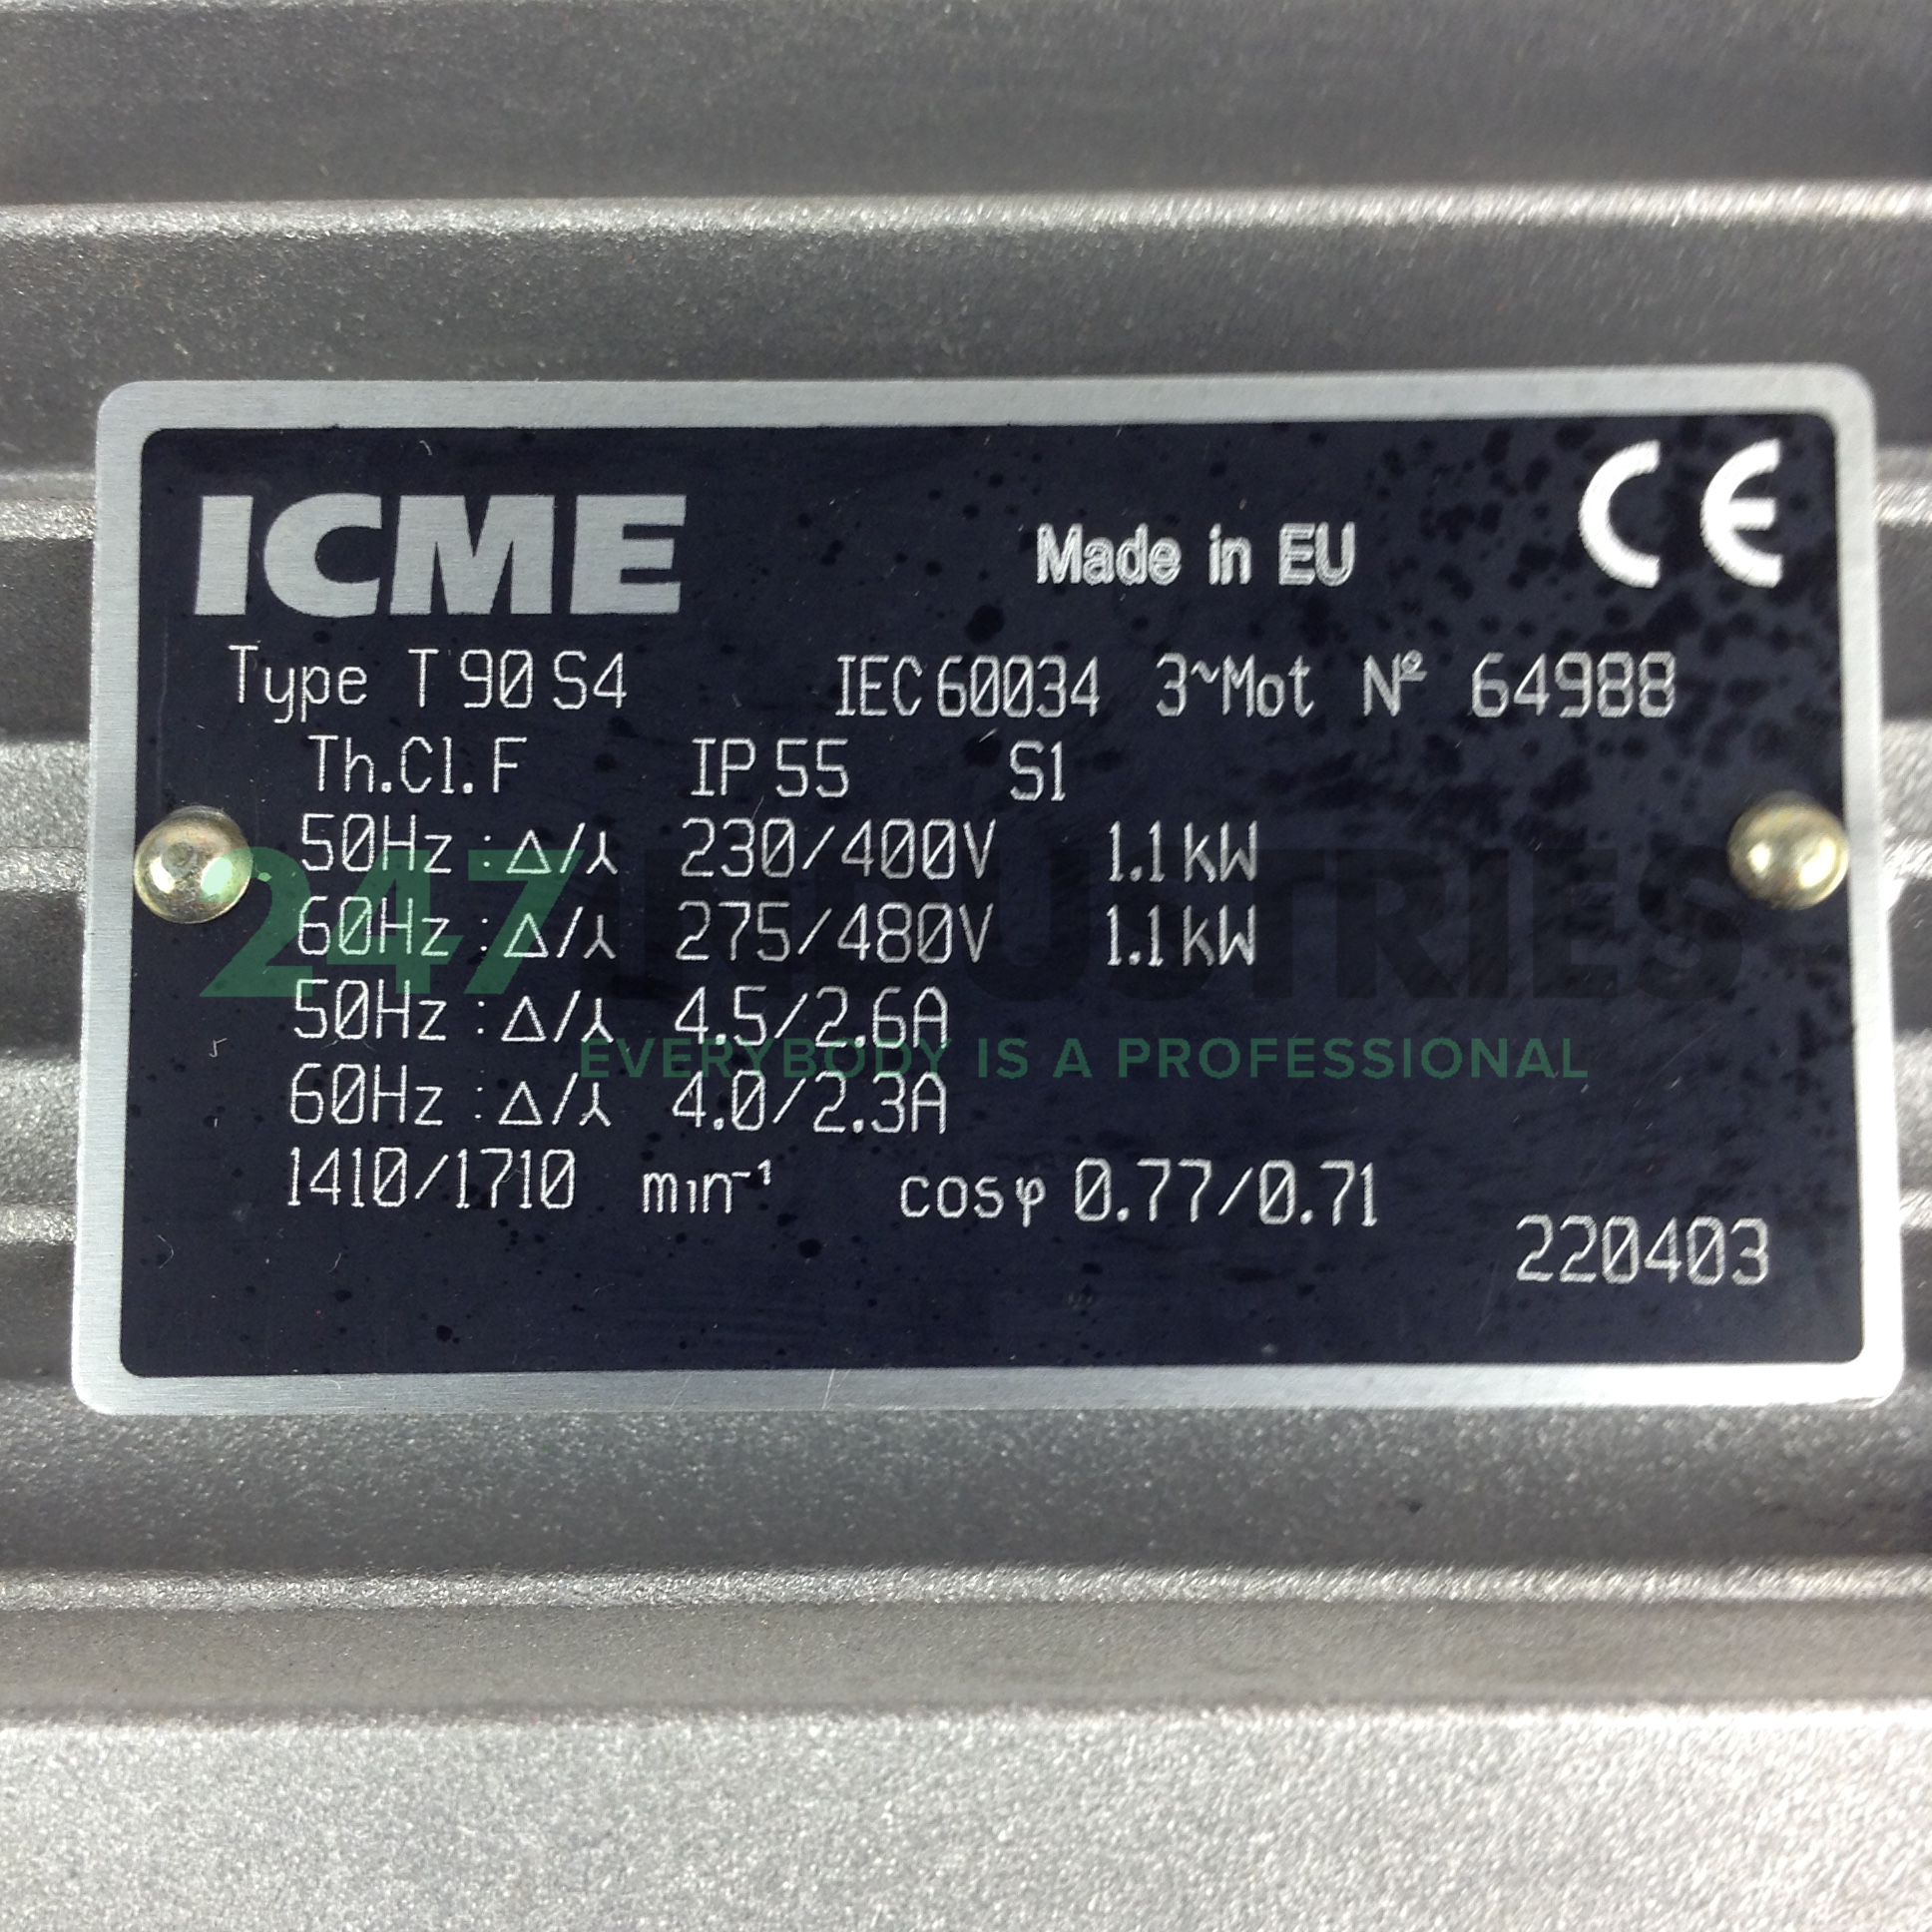 ICME
Made in EU
CE
Type T 90 S4 IEC 60034 3~Mot Nº 64988
Th.Cl.F IP 55 S1
50Hz : Δ/⅄ 230/400V 1.1 kW
60Hz : Δ/⅄ 275/480V 1.1 kW
247 INDUSTRIES
50Hz : Δ/⅄ 4.5/2.6A
EVERYBODY IS A PROFESSIONAL
60Hz : Δ/⅄ 4.0/2.3A
1410/1710 min⁻¹ cosφ 0.77/0.71
220403